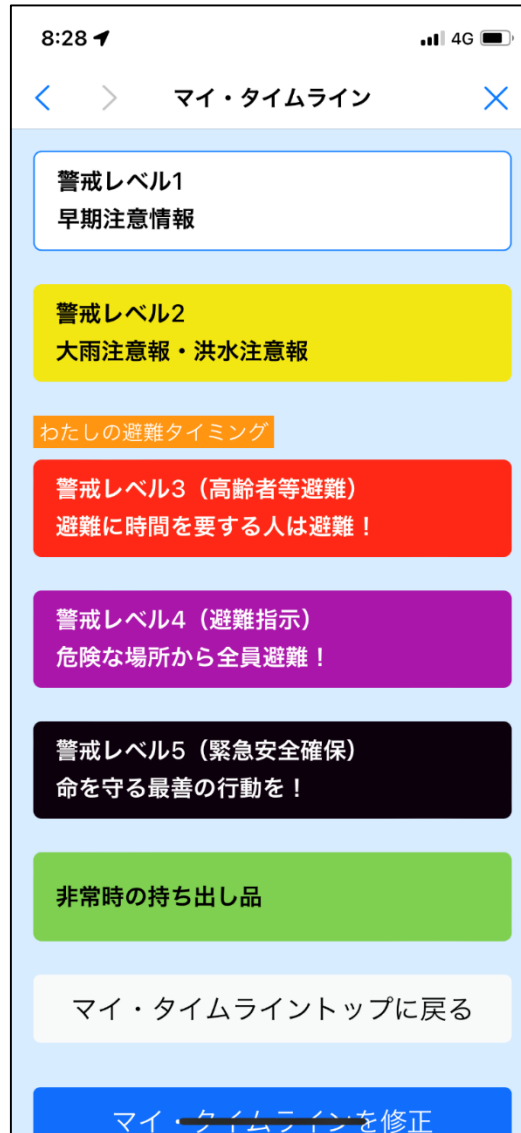 8:28
4G
マイ・タイムライン
警戒レベル1
早期注意情報
警戒レベル2
大雨注意報・洪水注意報
わたしの避難タイミング
警戒レベル3（高齢者等避難）
避難に時間を要する人は避難！
警戒レベル4（避難指示）
危険な場所から全員避難！
警戒レベル5（緊急安全確保）
命を守る最善の行動を！
非常時の持ち出し品
マイ・タイムライントップに戻る
マイ・タイムラインを修正